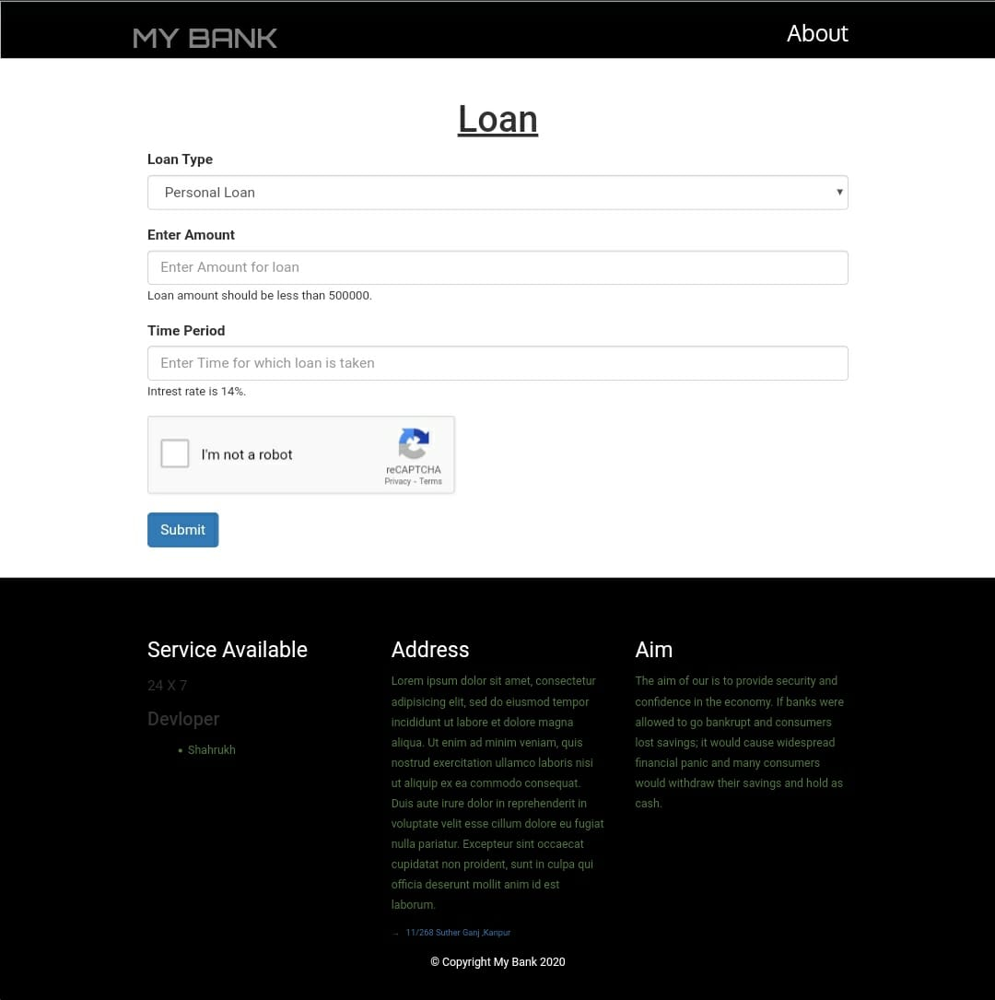 MY BANK
About
Loan
Loan Type
Personal Loan
Enter Amount
Enter Amount for loan
Loan amount should be less than 500000.
Time Period
Enter Time for which loan is taken
Intrest rate is 14%.
I'm not a robot
reCAPTCHA
Privacy - Terms
Submit
Service Available
24 X 7
Devloper
Shahrukh
Address
Lorem ipsum dolor sit amet, consectetur
adipisicing elit, sed do eiusmod tempor
incididunt ut labore et dolore magna
aliqua. Ut enim ad minim veniam, quis
nostrud exercitation ullamco laboris nisi
ut aliquip ex ea commodo consequat.
Duis aute irure dolor in reprehenderit in
voluptate velit esse cillum dolore eu fugiat
nulla pariatur. Excepteur sint occaecat
cupidatat non proident, sunt in culpa qui
officia deserunt mollit anim id est
laborum.
11/268 Suther Ganj ,Kanpur
Aim
The aim of our is to provide security and
confidence in the economy. If banks were
allowed to go bankrupt and consumers
lost savings; it would cause widespread
financial panic and many consumers
would withdraw their savings and hold as
cash.
© Copyright My Bank 2020